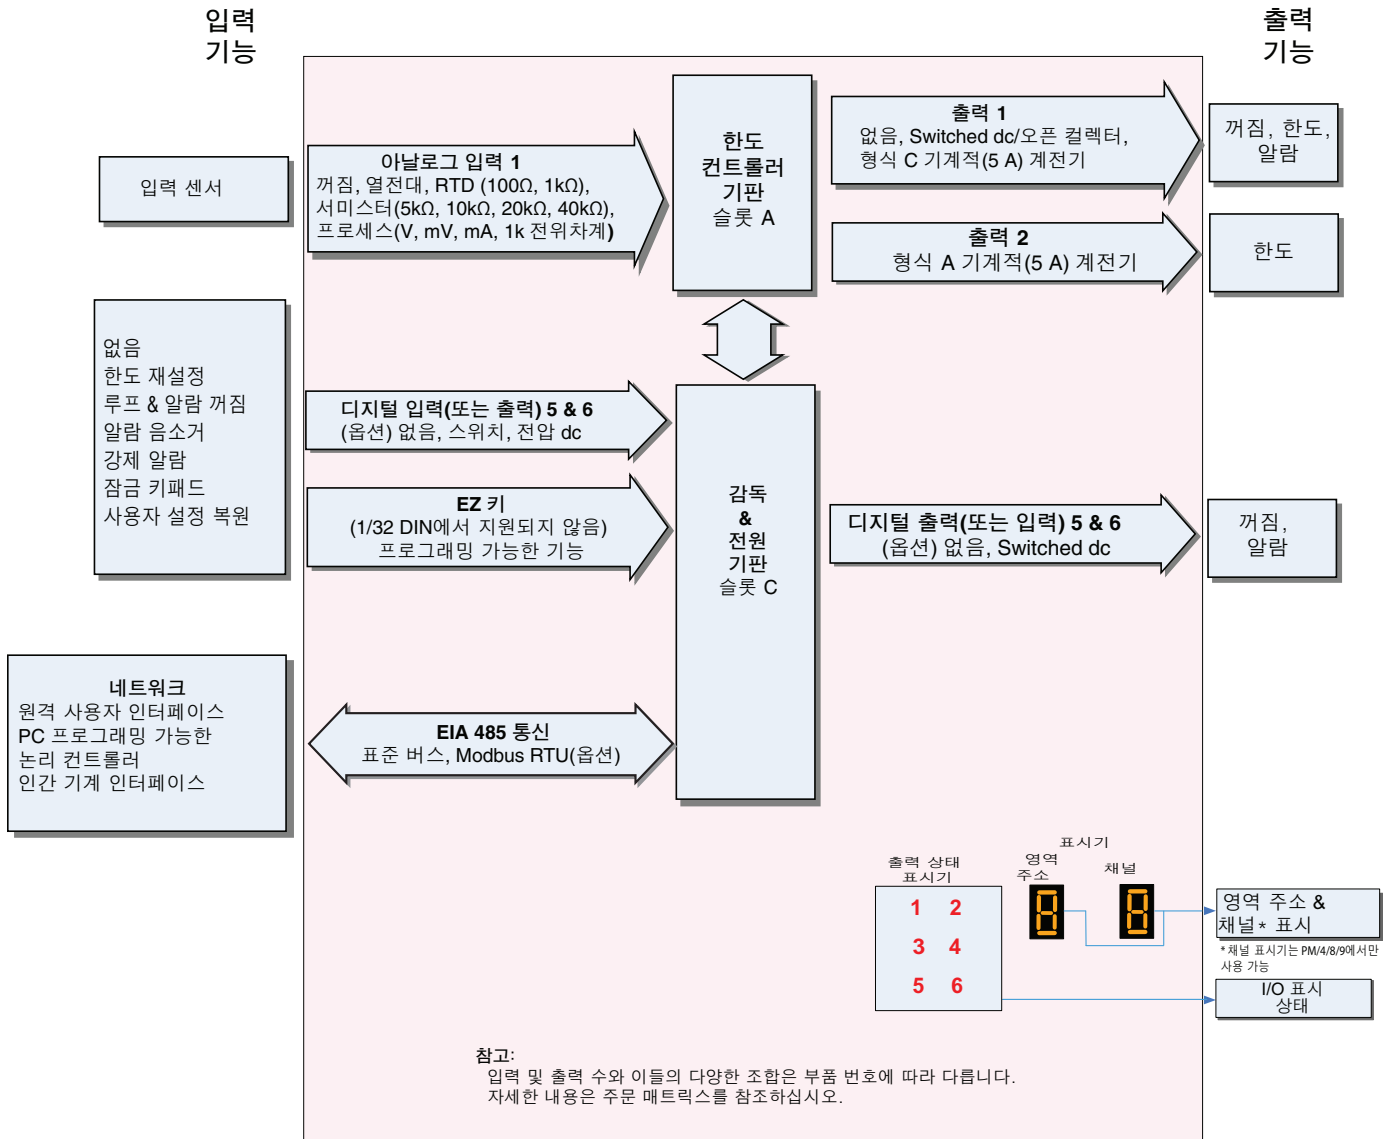 입력
기능
출력
기능
입력 센서
아날로그 입력 1
꺼짐, 열전대, RTD (100Ω, 1kΩ),
서미스터(5kΩ, 10kΩ, 20kΩ, 40kΩ),
프로세스(V, mV, mA, 1k 전위차계)
한도
컨트롤러
기판
슬롯 A
출력 1
없음, Switched dc/오픈 컬렉터,
형식 C 기계적(5 A) 계전기
꺼짐, 한도,
알람
출력 2
형식 A 기계적(5 A) 계전기
한도
없음
한도 재설정
루프 & 알람 꺼짐
알람 음소거
강제 알람
잠금 키패드
사용자 설정 복원
디지털 입력(또는 출력) 5 & 6
(옵션) 없음, 스위치, 전압 dc
EZ 키
(1/32 DIN에서 지원되지 않음)
프로그래밍 가능한 기능
감독
&
전원
기판
슬롯 C
디지털 출력(또는 입력) 5 & 6
(옵션) 없음, Switched dc
꺼짐,
알람
네트워크
원격 사용자 인터페이스
PC 프로그래밍 가능한
논리 컨트롤러
인간 기계 인터페이스
EIA 485 통신
표준 버스, Modbus RTU(옵션)
출력 상태
표시기
1 2
3 4
5 6
표시기
영역
주소
채널
8 8
영역 주소 &
채널* 표시
*채널 표시기는 PM/4/8/9에서만
사용 가능
I/O 표시
상태
참고:
입력 및 출력 수와 이들의 다양한 조합은 부품 번호에 따라 다릅니다.
자세한 내용은 주문 매트릭스를 참조하십시오.